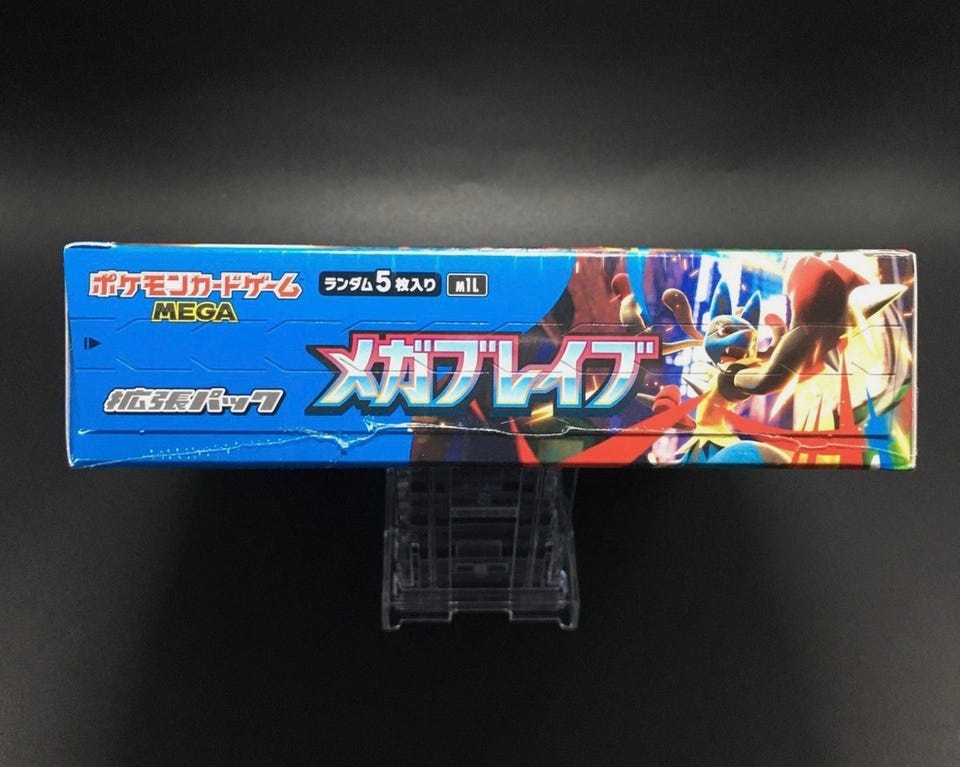 ポケモンカードゲーム
MEGA
ランダム5枚入り M1L
メガブレイブ
拡張パック